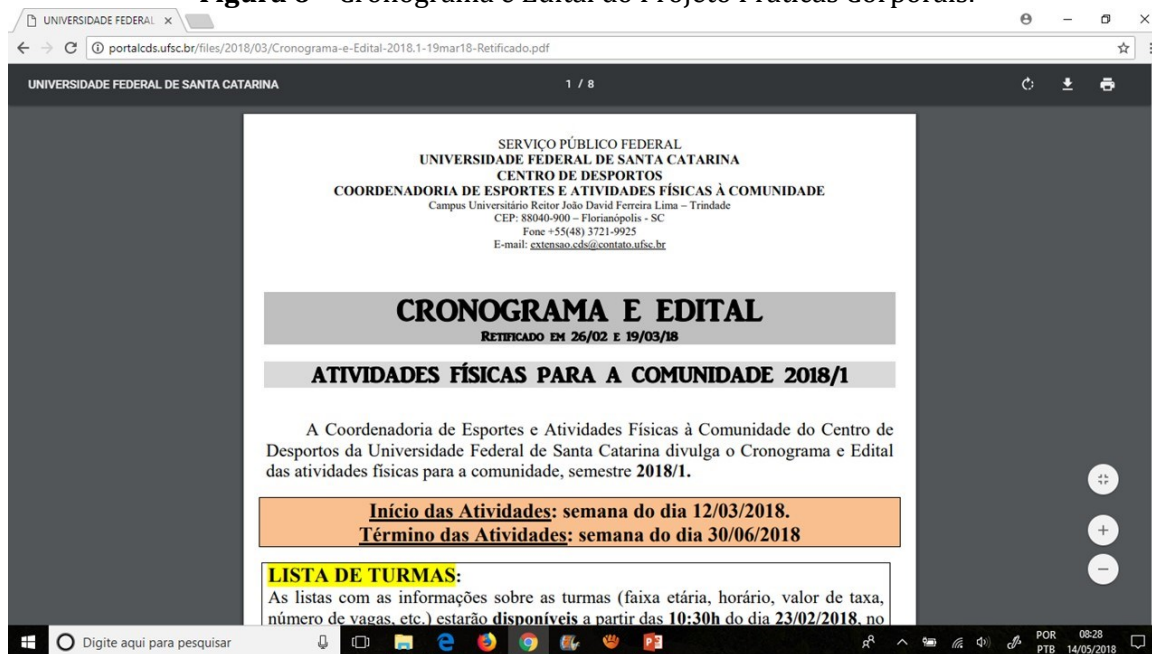 Figura 8 – Cronograma e Edital do Projeto Práticas Corporais.
UNIVERSIDADE FEDERAL
portalcds.ufsc.br/files/2018/03/Cronograma-e-Edital-2018.1-19mar18-Retificado.pdf
UNIVERSIDADE FEDERAL DE SANTA CATARINA
1 / 8
SERVIÇO PÚBLICO FEDERAL
UNIVERSIDADE FEDERAL DE SANTA CATARINA
CENTRO DE DESPORTOS
COORDENADORIA DE ESPORTES E ATIVIDADES FÍSICAS À COMUNIDADE
Campus Universitário Reitor João David Ferreira Lima – Trindade
CEP: 88040-900 – Florianópolis - SC
Fone +55(48) 3721-9925
E-mail: extensao.cds@contato.ufsc.br
CRONOGRAMA E EDITAL
RETIFICADO EM 26/02 E 19/03/18
ATIVIDADES FÍSICAS PARA A COMUNIDADE 2018/1
A Coordenadoria de Esportes e Atividades Físicas à Comunidade do Centro de
Desportos da Universidade Federal de Santa Catarina divulga o Cronograma e Edital
das atividades físicas para a comunidade, semestre 2018/1.
Início das Atividades: semana do dia 12/03/2018.
Término das Atividades: semana do dia 30/06/2018
LISTA DE TURMAS:
As listas com as informações sobre as turmas (faixa etária, horário, valor de taxa,
número de vagas, etc.) estarão disponíveis a partir das 10:30h do dia 23/02/2018, no
Digite aqui para pesquisar
POR
PTB
08:28
14/05/2018